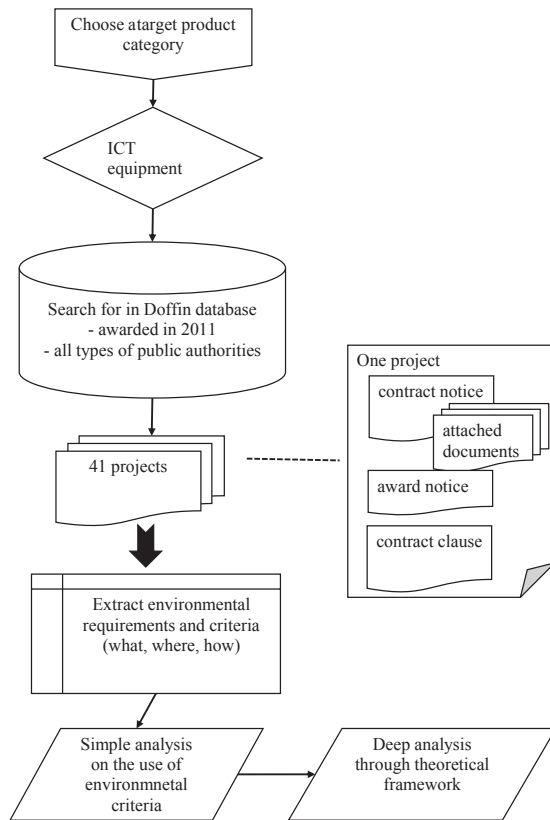 Choose atarget product
category
ICT
equipment
Search for in Doffin database
- awarded in 2011
- all types of public authorities
41 projects
One project
contract notice
attached
documents
award notice
contract clause
Extract environmental
requirements and criteria
(what, where, how)
Simple analysis
on the use of
environmnetal
criteria
Deep analysis
through theoretical
framework